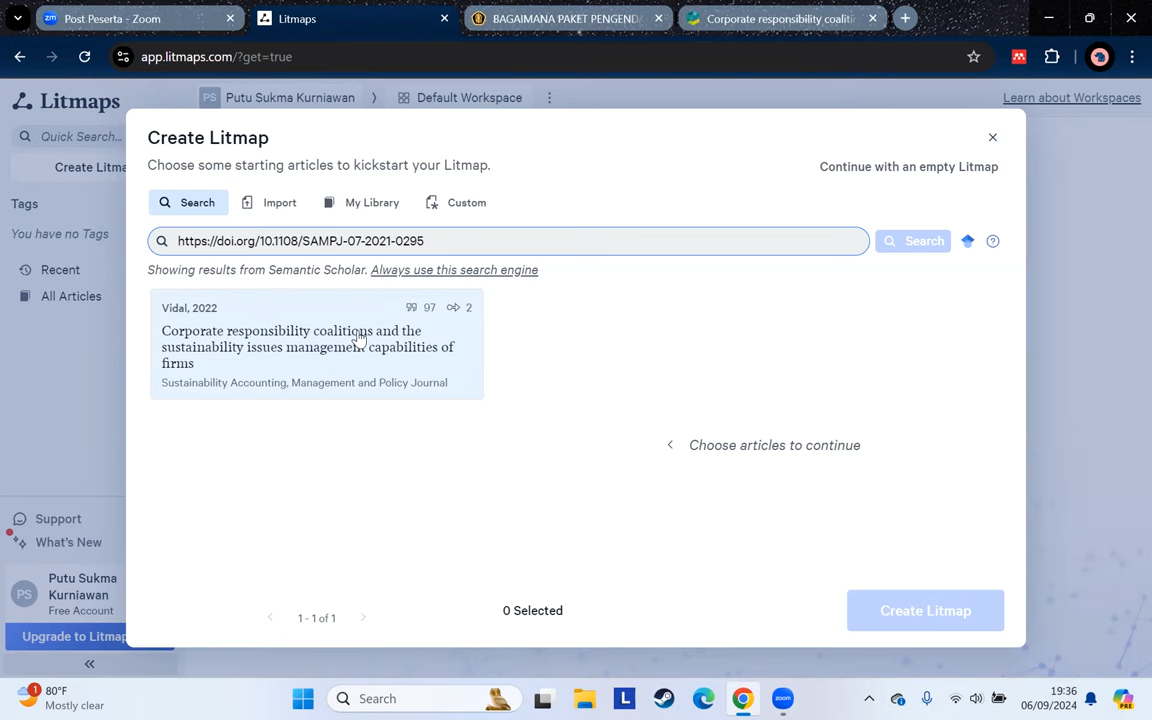 Post Peserta - Zoom
Litmaps
BAGAIMANA PAKET PENGEND
Corporate responsibility coaliti
app.litmaps.com/?get=true
Litmaps
PS Putu Sukma Kurniawan
Default Workspace
Learn about Workspaces
Quick Search...
Create Litma
Tags
You have no Tags
Recent
All Articles
Create Litmap
Choose some starting articles to kickstart your Litmap.
Continue with an empty Litmap
Search
Import
My Library
Custom
https://doi.org/10.1108/SAMPJ-07-2021-0295
Search
Showing results from Semantic Scholar. Always use this search engine
Vidal, 2022
97
2
Corporate responsibility coalitions and the
sustainability issues management capabilities of
firms
Sustainability Accounting, Management and Policy Journal
Choose articles to continue
1 - 1 of 1
0 Selected
Create Litmap
Support
What's New
PS
Putu Sukma
Kurniawan
Free Account
Upgrade to Litmap
80°F
Mostly clear
1
Search
L
zoom
19:36
06/09/2024
PRE